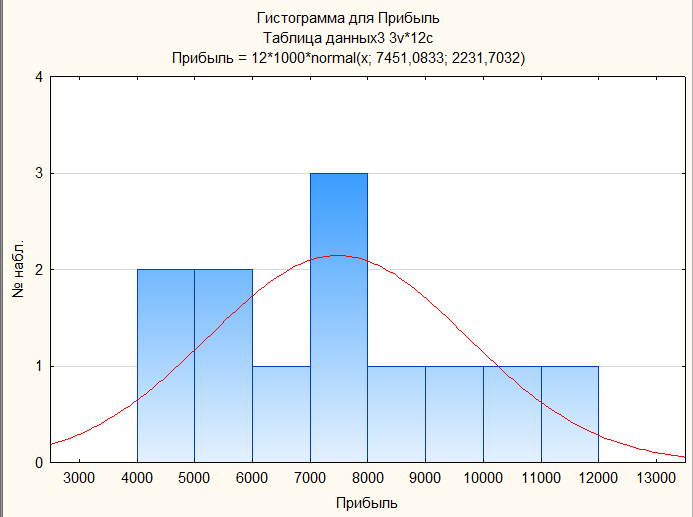 Гистограмма для Прибыль
Таблица данных3 3v*12c
Прибыль = 12*1000*normal(x; 7451,0833; 2231,7032)
4
3
2
1
0
№ набл.
3000 4000 5000 6000 7000 8000 9000 10000 11000 12000 13000
Прибыль